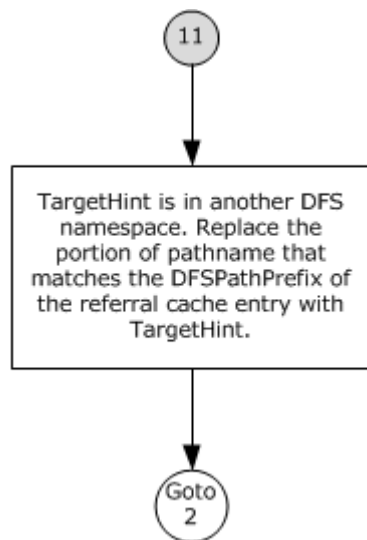 11
TargetHint is in another DFS
namespace. Replace the
portion of pathname that
matches the DFSPathPrefix of
the referral cache entry with
TargetHint.
Goto
2